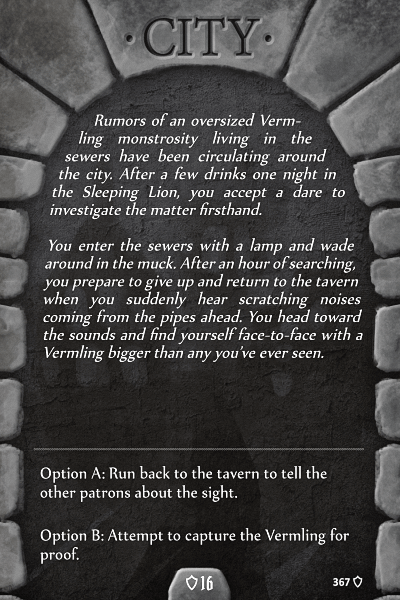 · CITY ·
Rumors of an oversized Verm-
ling monstrosity living in the
sewers have been circulating around
the city. After a few drinks one night in
the Sleeping Lion, you accept a dare to
investigate the matter firsthand.
You enter the sewers with a lamp and wade
around in the muck. After an hour of searching,
you prepare to give up and return to the tavern
when you suddenly hear scratching noises
coming from the pipes ahead. You head toward
the sounds and find yourself face-to-face with a
Vermling bigger than any you've ever seen.
Option A: Run back to the tavern to tell the
other patrons about the sight.
Option B: Attempt to capture the Vermling for
proof.
16
367